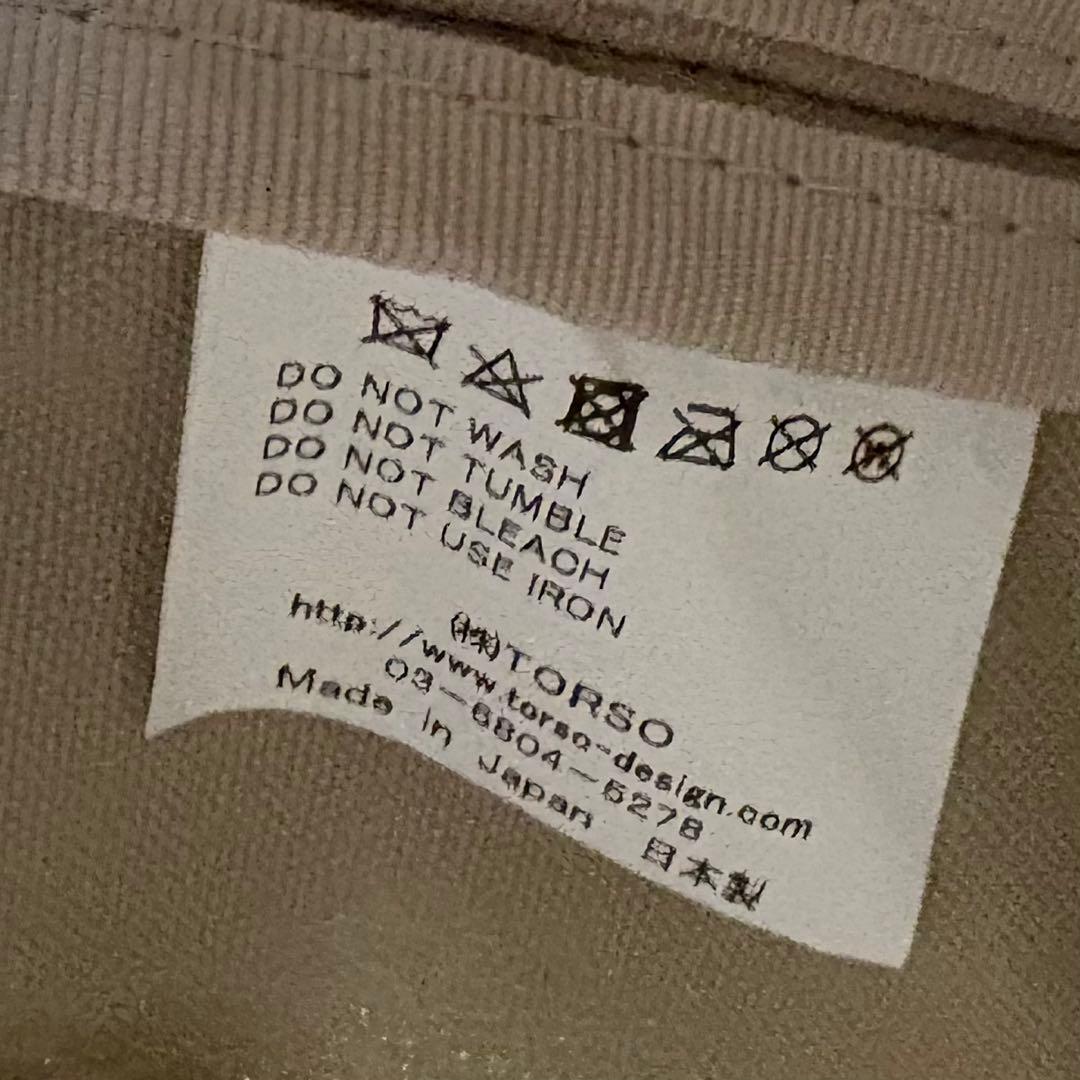 DO NOT WASH
DO NOT TUMBLE
DO NOT BLEACH
DO NOT USE IRON
㈱TORSO
http://www.torso-design.com
03-6804-5278
Made in Japan 日本製